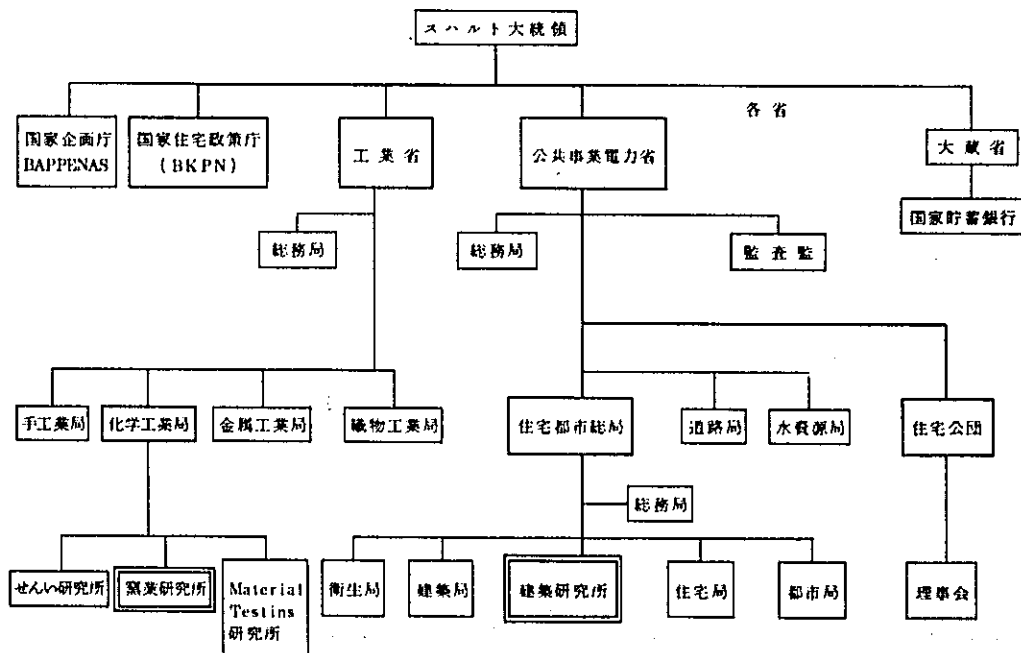 スハルト大統領
各省
国家企画庁
BAPPENAS
国家住宅政策庁
(BKPN)
工業省
公共事業電力省
大蔵省
国家貯蓄銀行
総務局
総務局
監査監
手工業局
化学工業局
金属工業局
織物工業局
住宅都市総局
道路局
水資源局
住宅公団
総務局
せんい研究所
窯業研究所
Material
Testins
研究所
衛生局
建築局
建築研究所
住宅局
都市局
理事会